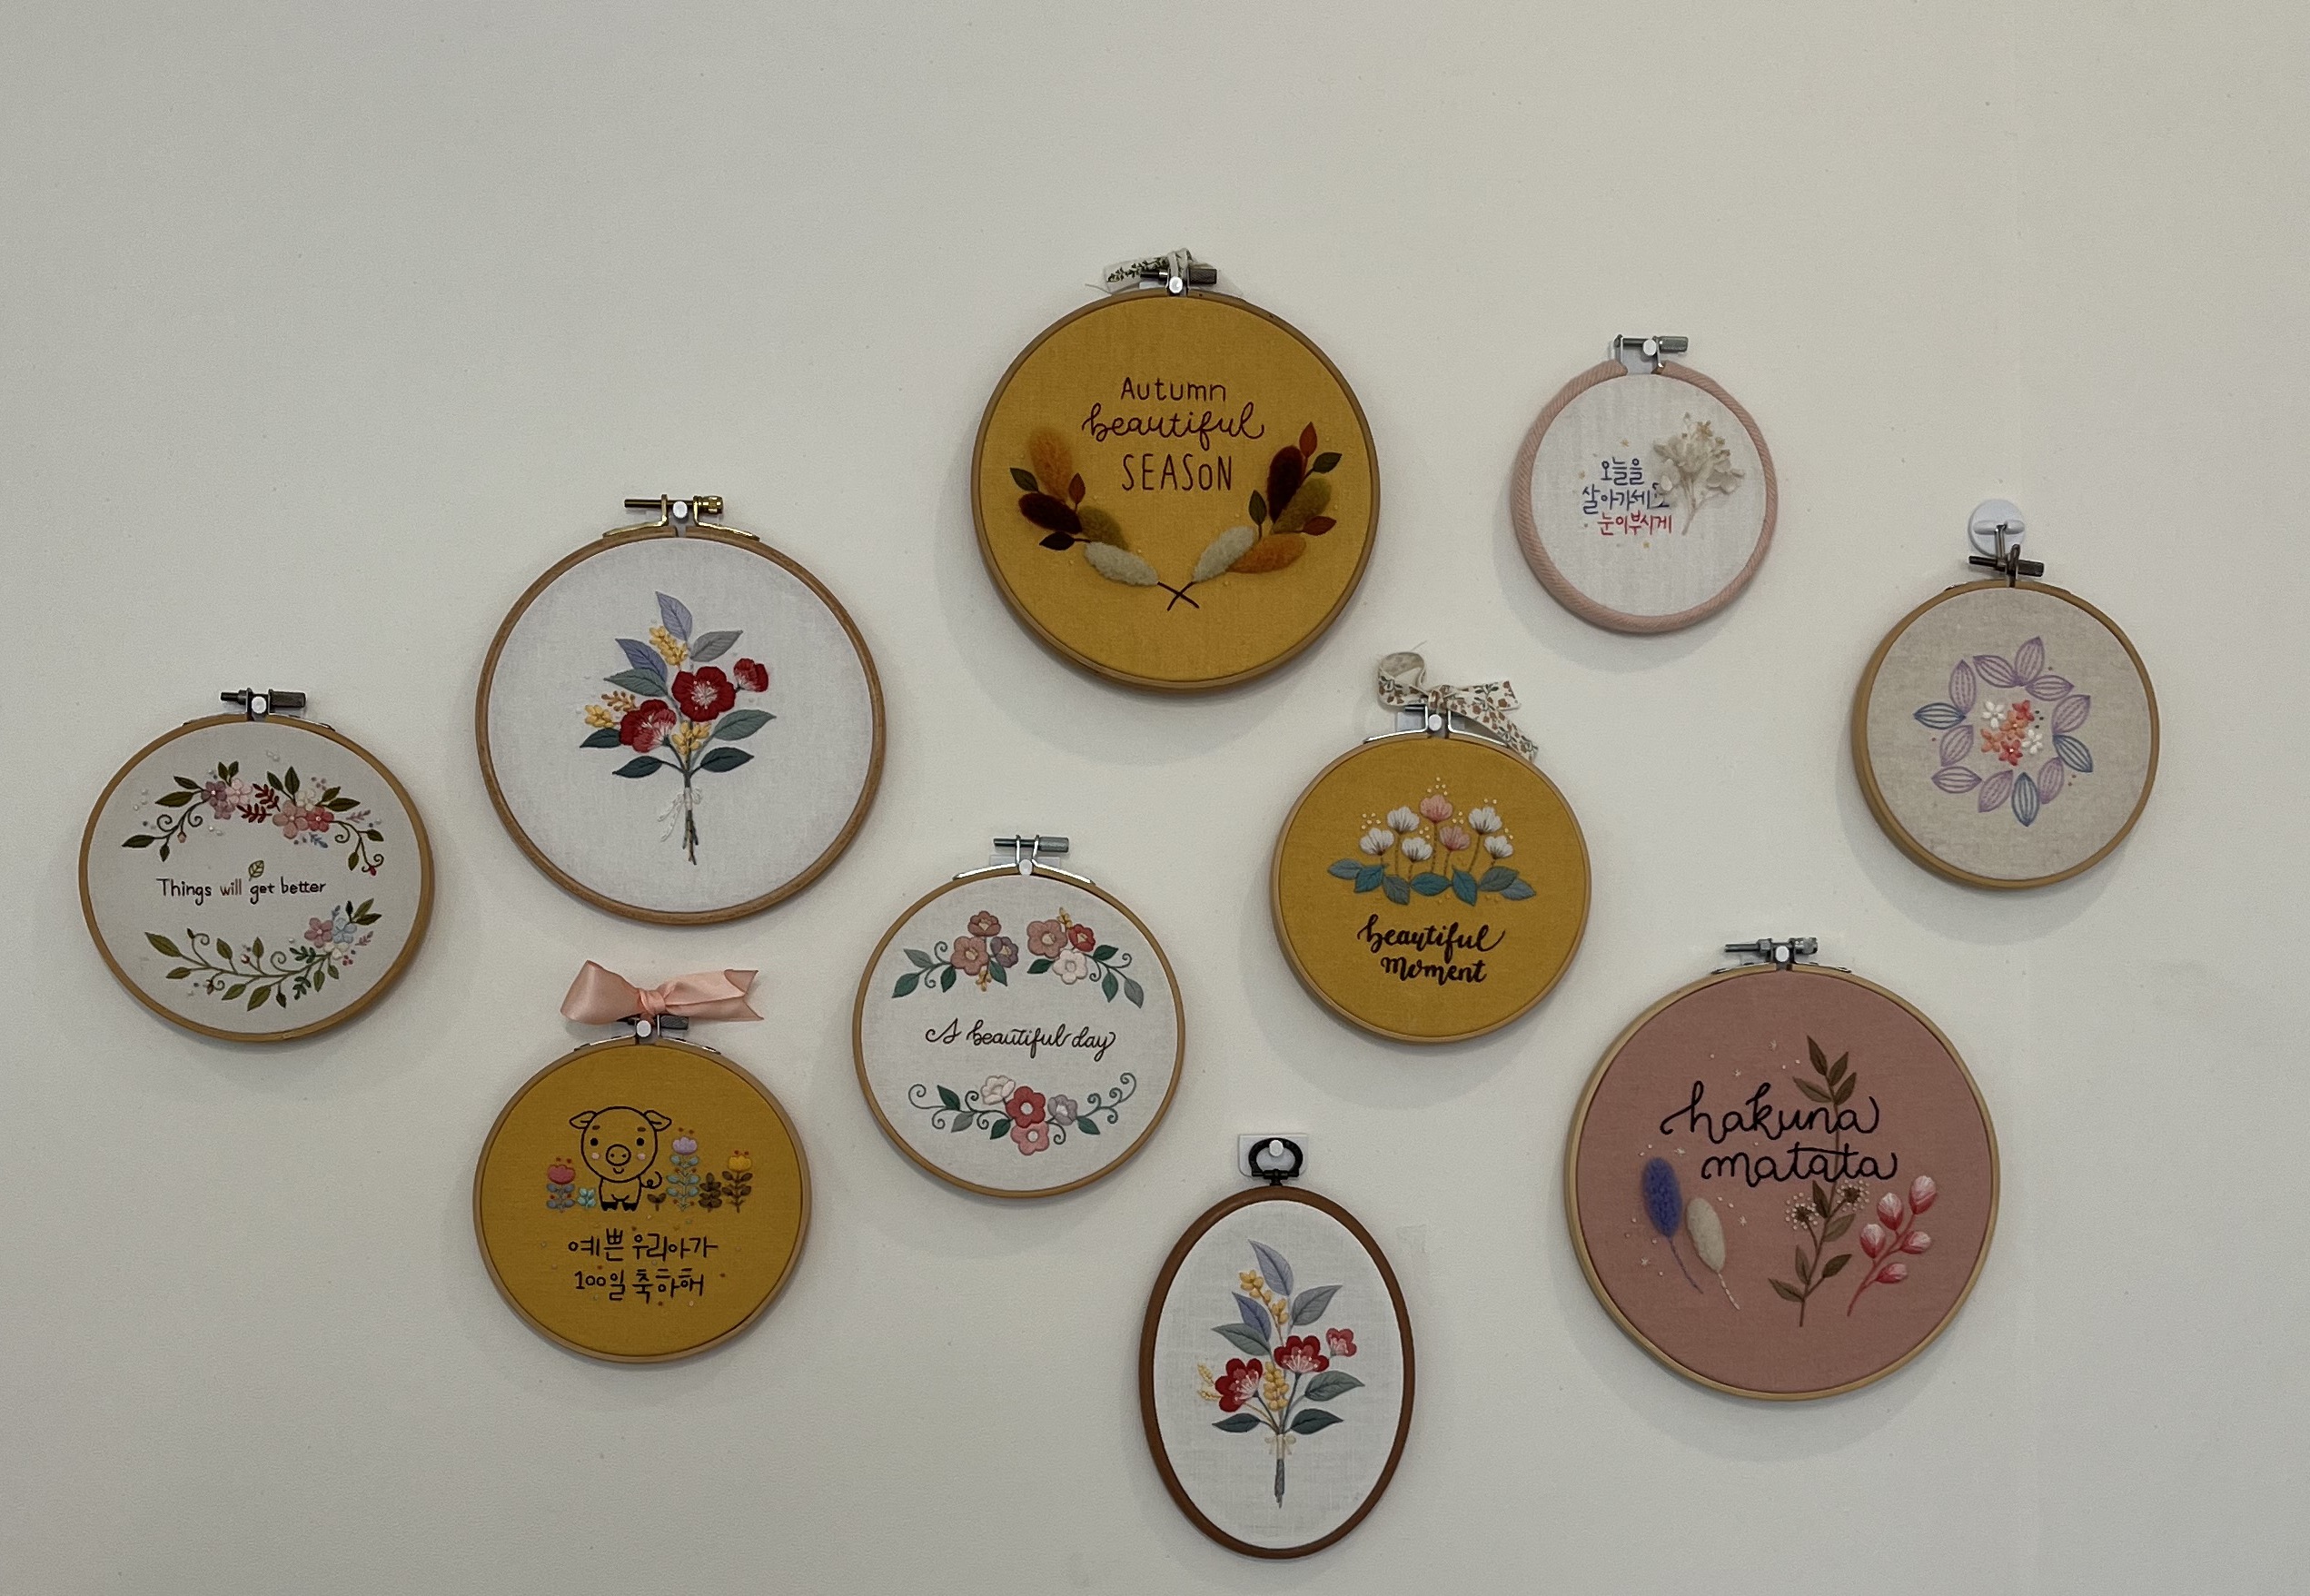 Autumn
beautiful
SEASON
오늘을
살아가세요
눈이부시게
Things will get better
beautiful
moment
A beautiful day
hakuna
matata
예쁜 우리아가
100일 축하해